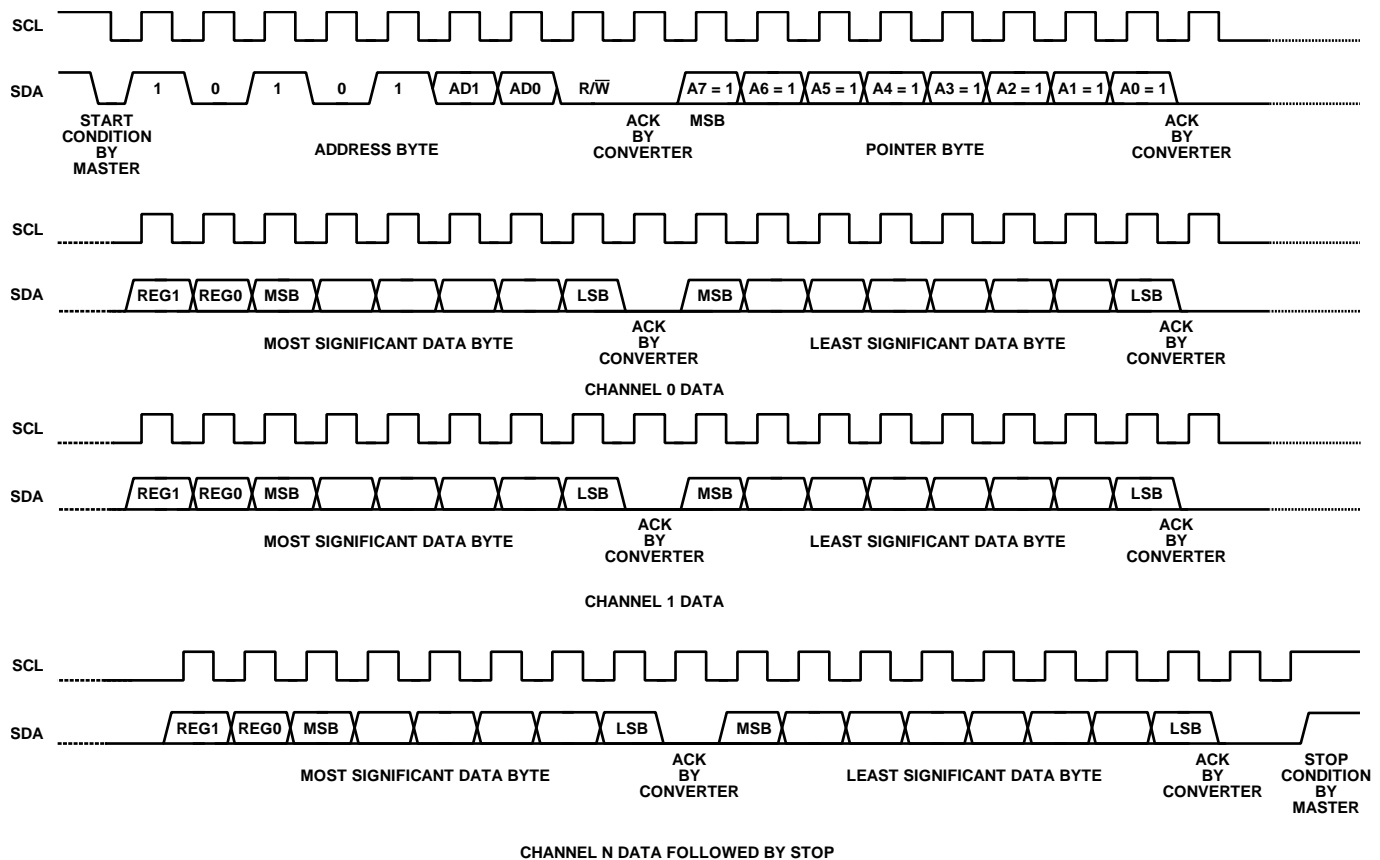 SCL
SDA
1 0 1 0 1 AD1 AD0 R/W̅ A7 = 1 A6 = 1 A5 = 1 A4 = 1 A3 = 1 A2 = 1 A1 = 1 A0 = 1
START
CONDITION
BY
MASTER
ADDRESS BYTE
ACK
BY
CONVERTER
MSB
POINTER BYTE
ACK
BY
CONVERTER
SCL
SDA
REG1 REG0 MSB LSB MSB LSB
MOST SIGNIFICANT DATA BYTE
ACK
BY
CONVERTER
LEAST SIGNIFICANT DATA BYTE
ACK
BY
CONVERTER
CHANNEL 0 DATA
SCL
SDA
REG1 REG0 MSB LSB MSB LSB
MOST SIGNIFICANT DATA BYTE
ACK
BY
CONVERTER
LEAST SIGNIFICANT DATA BYTE
ACK
BY
CONVERTER
CHANNEL 1 DATA
SCL
SDA
REG1 REG0 MSB LSB MSB LSB
MOST SIGNIFICANT DATA BYTE
ACK
BY
CONVERTER
LEAST SIGNIFICANT DATA BYTE
ACK
BY
CONVERTER
STOP
CONDITION
BY
MASTER
CHANNEL N DATA FOLLOWED BY STOP